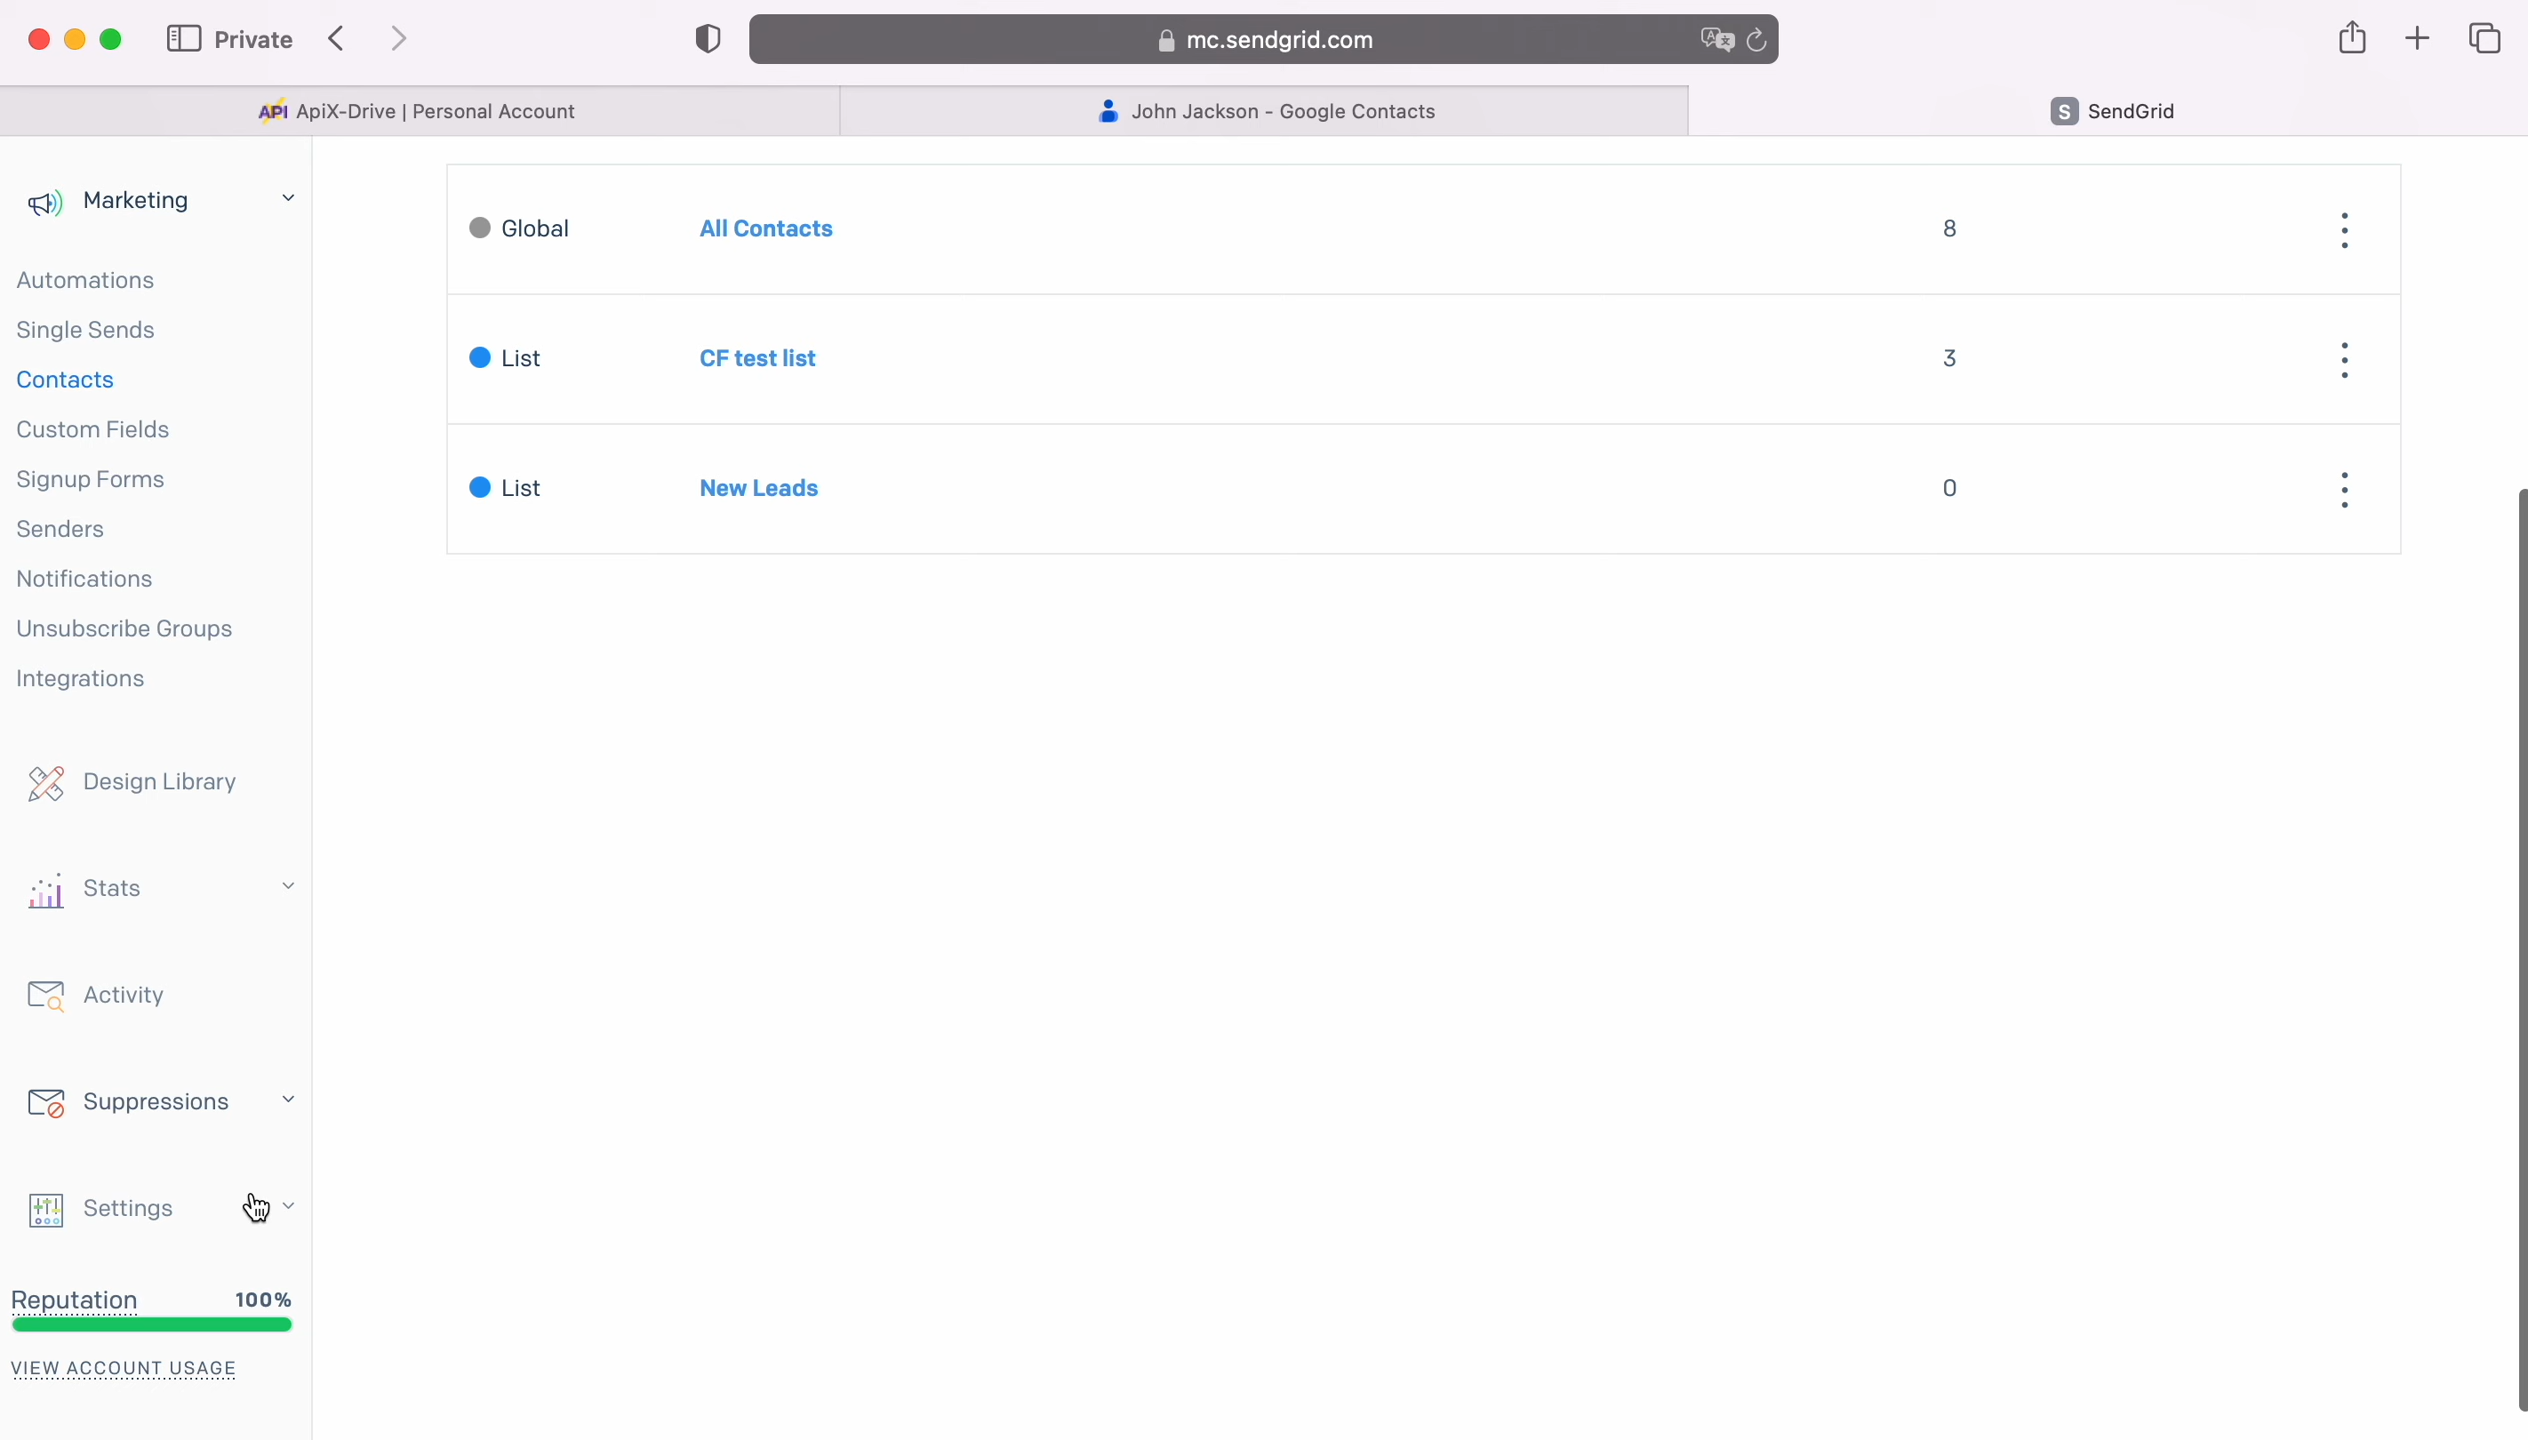 Private
mc.sendgrid.com
API ApiX-Drive | Personal Account
John Jackson - Google Contacts
S SendGrid
Marketing
Automations
Single Sends
Contacts
Custom Fields
Signup Forms
Senders
Notifications
Unsubscribe Groups
Integrations
Design Library
Stats
Activity
Suppressions
Settings
Reputation 100%
VIEW ACCOUNT USAGE
Global All Contacts 8
List CF test list 3
List New Leads 0